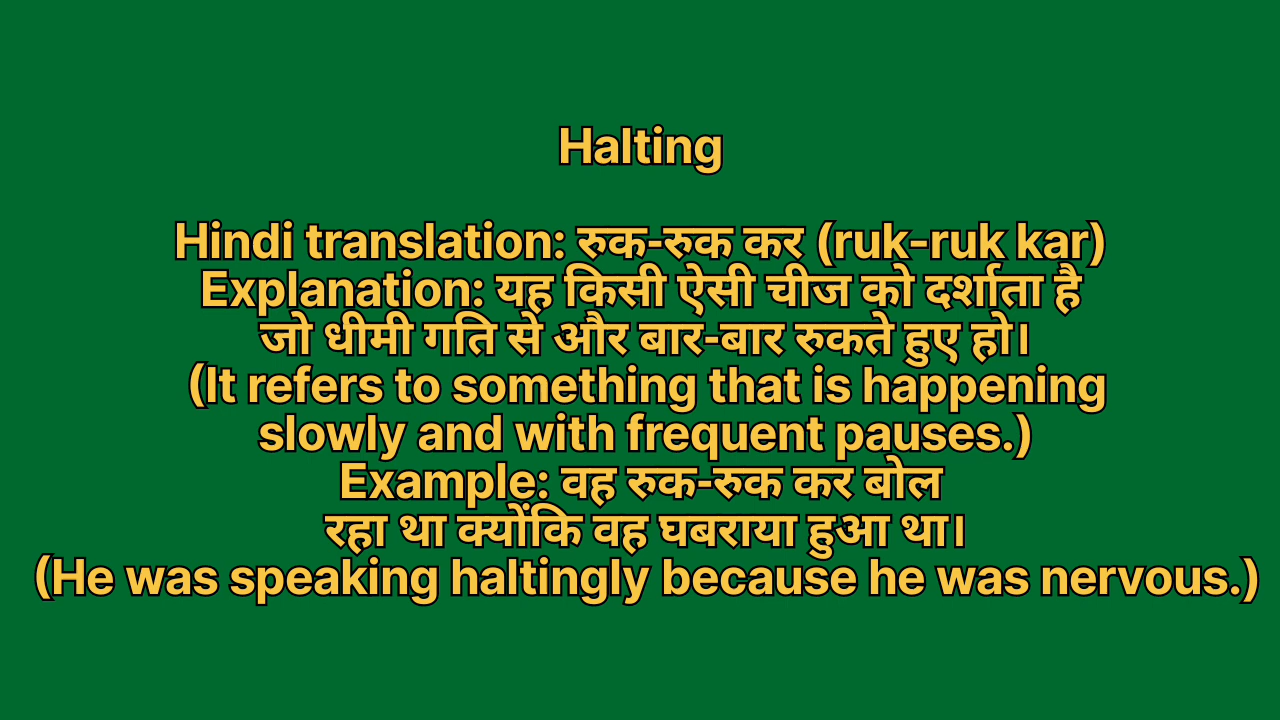 Halting
Hindi translation: रुक-रुक कर (ruk-ruk kar)
Explanation: यह किसी ऐसी चीज को दर्शाता है
जो धीमी गति से और बार-बार रुकते हुए हो।
(It refers to something that is happening
slowly and with frequent pauses.)
Example: वह रुक-रुक कर बोल
रहा था क्योंकि वह घबराया हुआ था।
(He was speaking haltingly because he was nervous.)